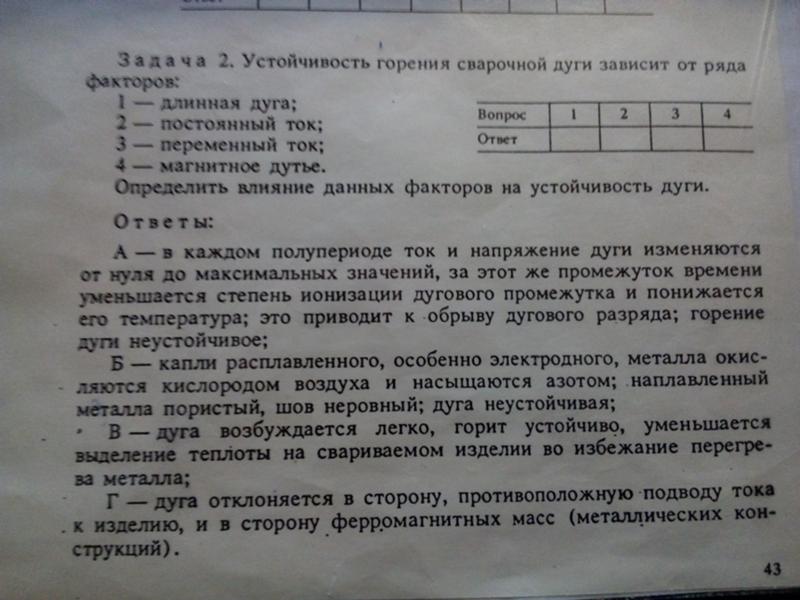 Ответ
Задача 2. Устойчивость горения сварочной дуги зависит от ряда
факторов:
1 — длинная дуга;
2 — постоянный ток;
3 — переменный ток;
4 — магнитное дутье.
Вопрос 1 2 3 4
Ответ
Определить влияние данных факторов на устойчивость дуги.
Ответы:
А — в каждом полупериоде ток и напряжение дуги изменяются
от нуля до максимальных значений, за этот же промежуток времени
уменьшается степень ионизации дугового промежутка и понижается
его температура; это приводит к обрыву дугового разряда; горение
дуги неустойчивое;
Б — капли расплавленного, особенно электродного, металла окис-
ляются кислородом воздуха и насыщаются азотом; наплавленный
металла пористый, шов неровный; дуга неустойчивая;
В — дуга возбуждается легко, горит устойчиво, уменьшается
выделение теплоты на свариваемом изделии во избежание перегре-
ва металла;
Г — дуга отклоняется в сторону, противоположную подводу тока
к изделию, и в сторону ферромагнитных масс (металлических кон-
струкций).
43